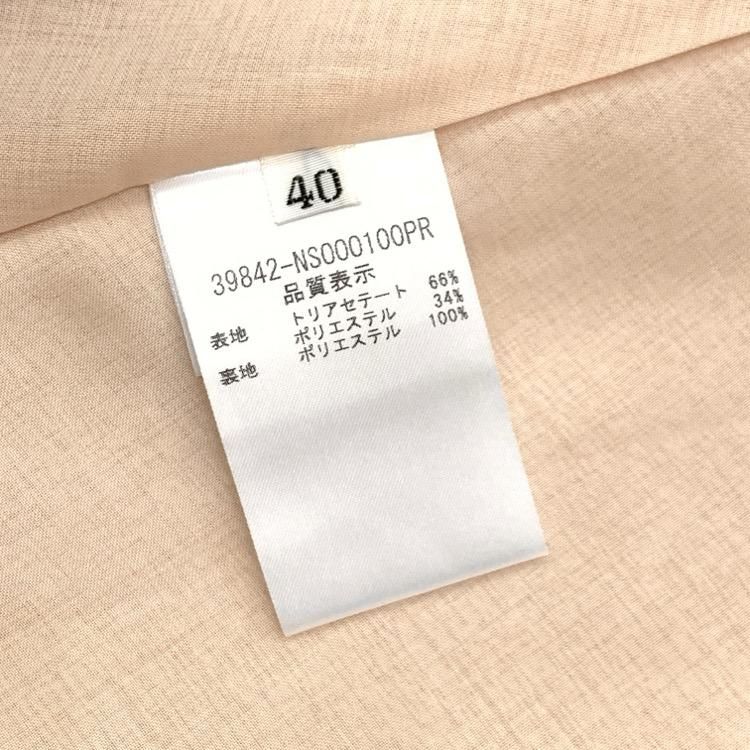 40
39842-NS000100PR
品質表示
表地 トリアセテート 66%
ポリエステル 34%
裏地 ポリエステル 100%